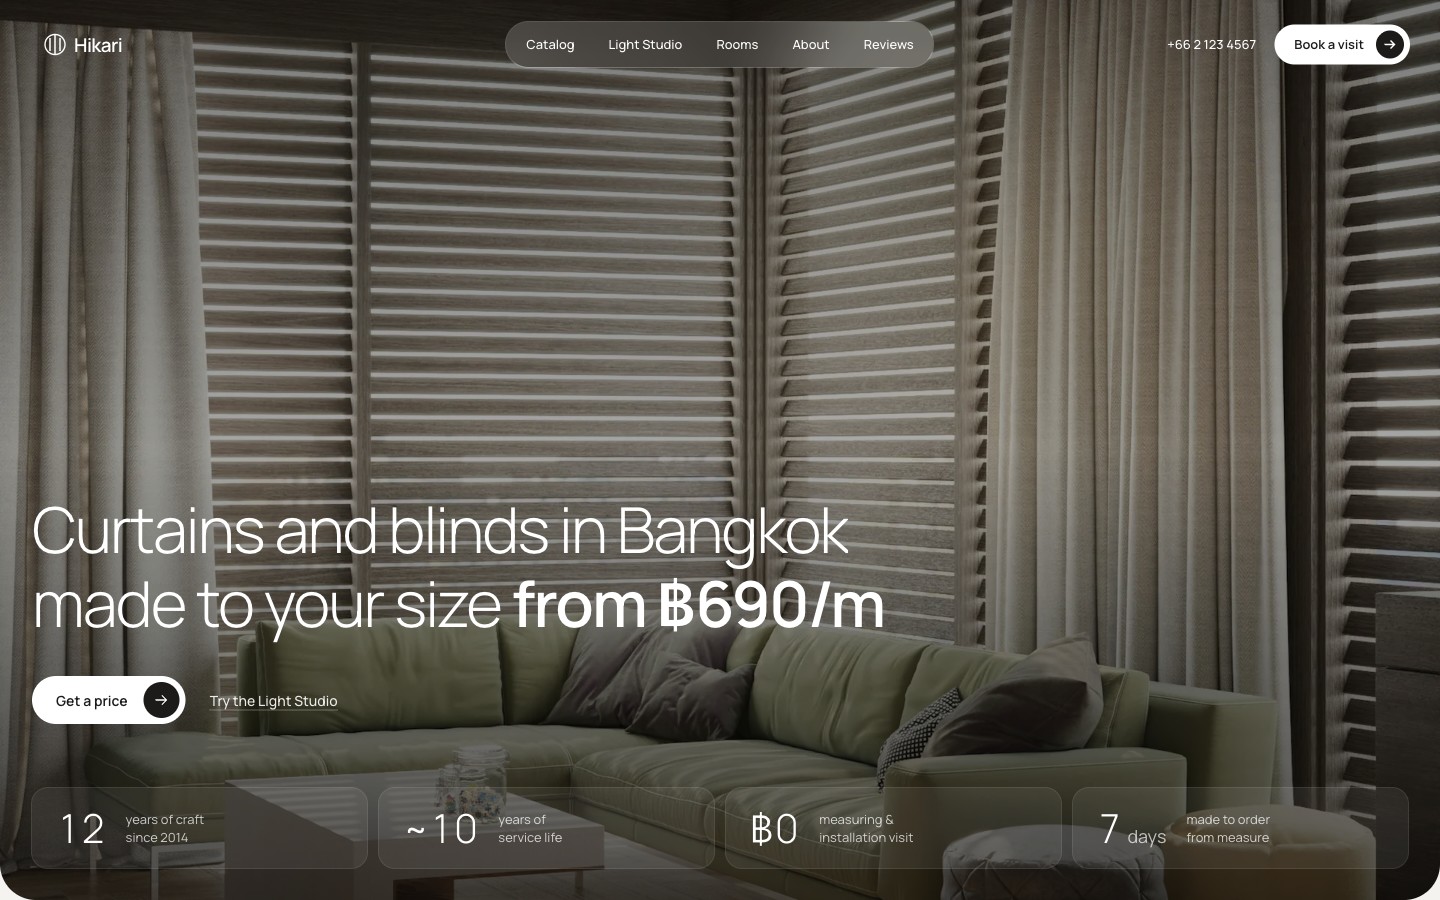 Hikari
Catalog
Light Studio
Rooms
About
Reviews
+66 2 123 4567
Book a visit
Curtains and blinds in Bangkok
made to your size from ฿690/m
Get a price
Try the Light Studio
12
years of craft
since 2014
~10
years of
service life
฿0
measuring &
installation visit
7 days
made to order
from measure